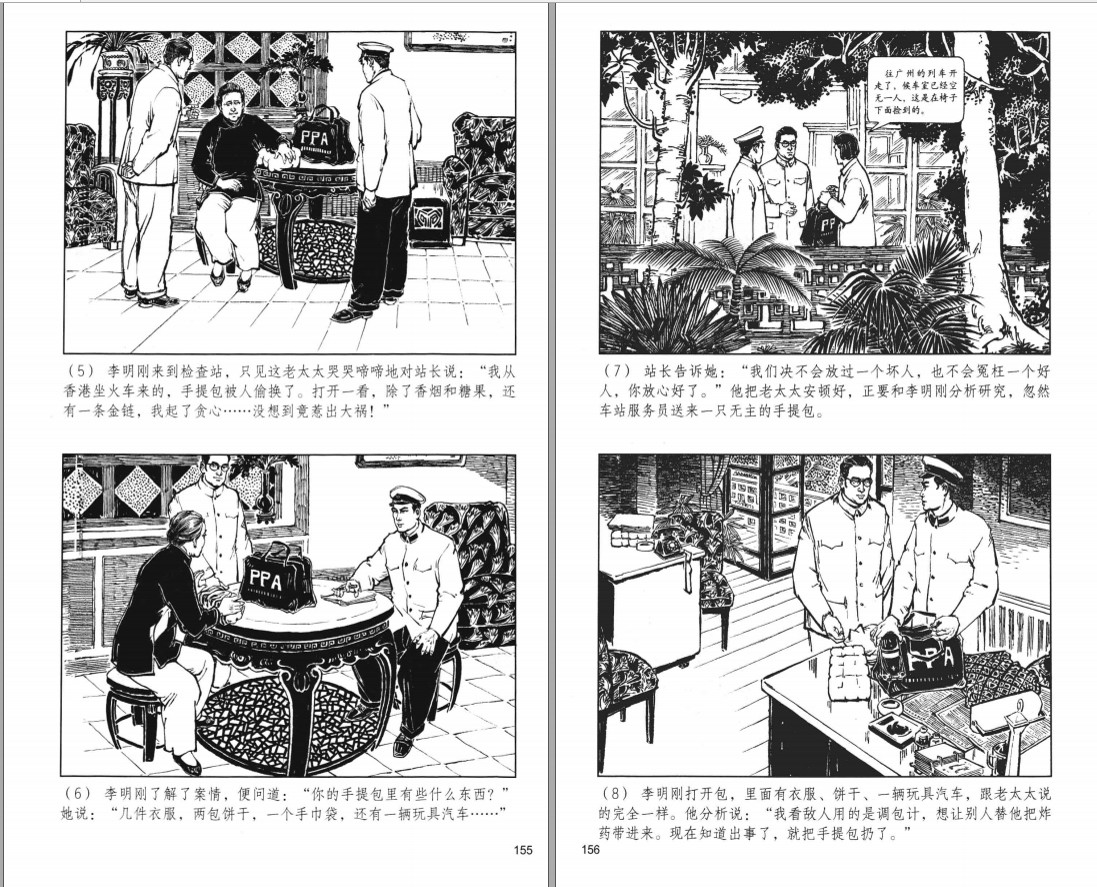 PPA
（5） 李明刚来到检查站，只见这老太太哭哭啼啼地对站长说：“我从
香港坐火车来的，手提包被人偷换了。打开一看，除了香烟和糖果，还
有一条金链，我起了贪心……没想到竟惹出大祸！”
PPA
（6） 李明刚了解了案情，便问道：“你的手提包里有些什么东西？”
她说：“几件衣服，两包饼干，一个手巾袋，还有一辆玩具汽车……”
155
往广州的列车开
走了，候车室已经空
无一人，这是在椅子
下面捡到的。
PP
（7） 站长告诉她：“我们决不会放过一个坏人，也不会冤枉一个好
人，你放心好了。”他把老太太安顿好，正要和李明刚分析研究，忽然
车站服务员送来一只无主的手提包。
PPA
（8） 李明刚打开包，里面有衣服、饼干、一辆玩具汽车，跟老太太说
的完全一样。他分析说：“我看敌人用的是调包计，想让别人替他把炸
药带进来。现在知道出事了，就把手提包扔了。”
156